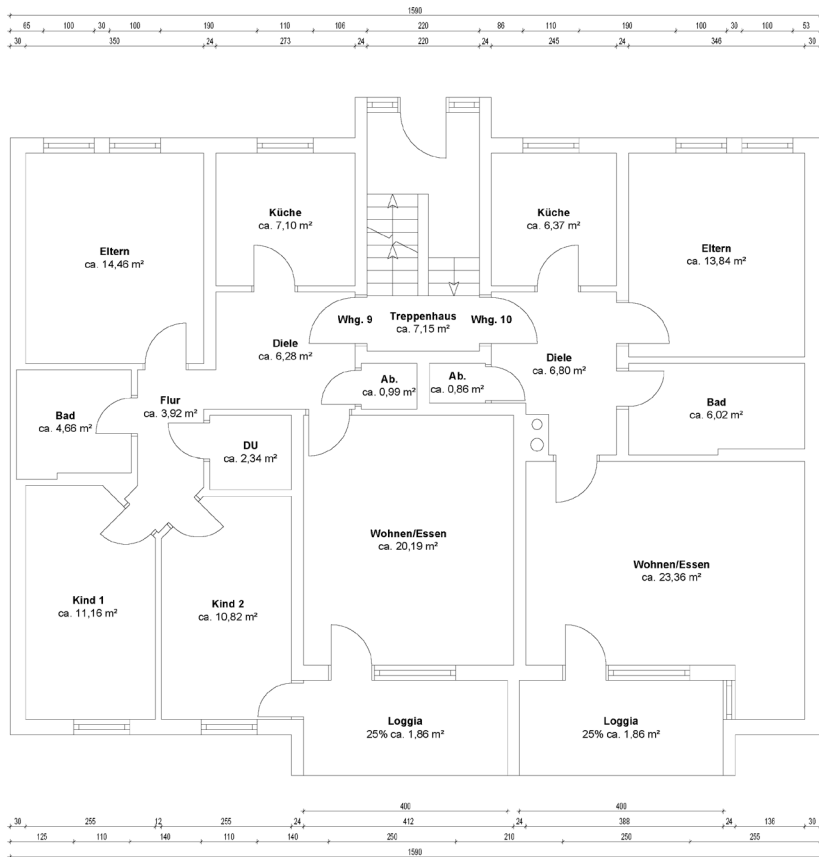 1590
65 100 30 100 190 110 106 220 86 110 190 100 30 100 53
30 350 24 273 24 220 24 245 24 346 30
Küche
ca. 7,10 m²
Küche
ca. 6,37 m²
Eltern
ca. 14,46 m²
Eltern
ca. 13,84 m²
Whg. 9
Treppenhaus
ca. 7,15 m²
Whg. 10
Diele
ca. 6,28 m²
Diele
ca. 6,80 m²
Ab.
ca. 0,99 m²
Ab.
ca. 0,86 m²
Flur
ca. 3,92 m²
Bad
ca. 4,66 m²
Bad
ca. 6,02 m²
DU
ca. 2,34 m²
Wohnen/Essen
ca. 20,19 m²
Wohnen/Essen
ca. 23,36 m²
Kind 1
ca. 11,16 m²
Kind 2
ca. 10,82 m²
Loggia
25% ca. 1,86 m²
Loggia
25% ca. 1,86 m²
400 400
30 255 12 255 24 412 24 136 30
125 110 110 140 250 210 250 255
1590